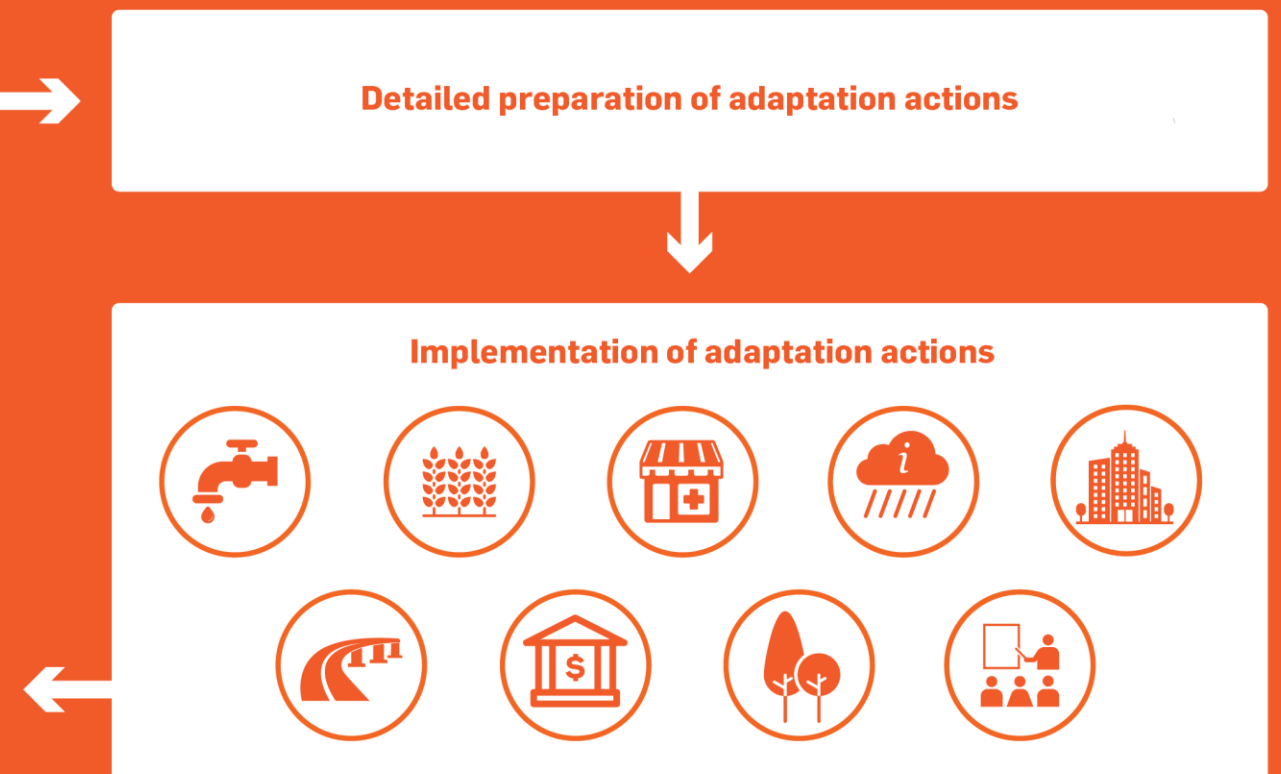 Detailed preparation of adaptation actions
Implementation of adaptation actions
i
$